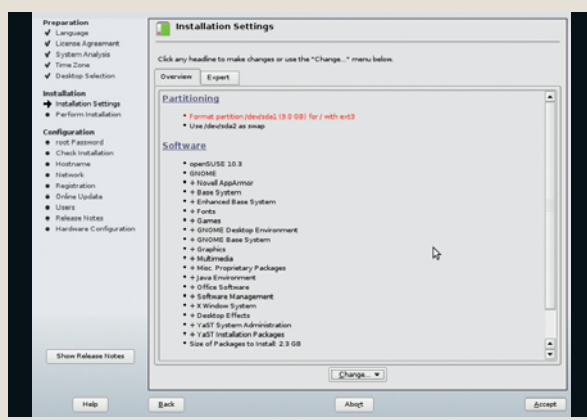 Preparation
Language
License Agreement
System Analysis
Time Zone
Desktop Selection
Installation
Installation Settings
Perform Installation
Configuration
root Password
Check Installation
Hostname
Network
Registration
Online Update
Users
Release Notes
Hardware Configuration
Show Release Notes
Help
Installation Settings
Click any headline to make changes or use the "Change..." menu below.
Overview Expert
Partitioning
Format partition /dev/sda1 (9.0 GB) for / with ext3
Use /dev/sda2 as swap
Software
openSUSE 10.3
GNOME
+ Novell AppArmor
+ Base System
+ Enhanced Base System
+ Fonts
+ Games
+ GNOME Desktop Environment
+ GNOME Base System
+ Graphics
+ Multimedia
+ Misc. Proprietary Packages
+ Java Environment
+ Office Software
+ Software Management
+ X Window System
+ Desktop Effects
+ YaST System Administration
+ YaST Installation Packages
Size of Packages to Install: 2.3 GB
Change...
Back Abort Accept